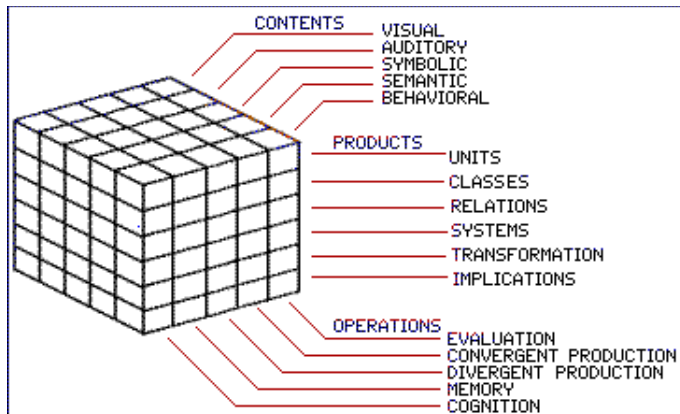 CONTENTS
VISUAL
AUDITORY
SYMBOLIC
SEMANTIC
BEHAVIORAL
PRODUCTS
UNITS
CLASSES
RELATIONS
SYSTEMS
TRANSFORMATION
IMPLICATIONS
OPERATIONS
EVALUATION
CONVERGENT PRODUCTION
DIVERGENT PRODUCTION
MEMORY
COGNITION